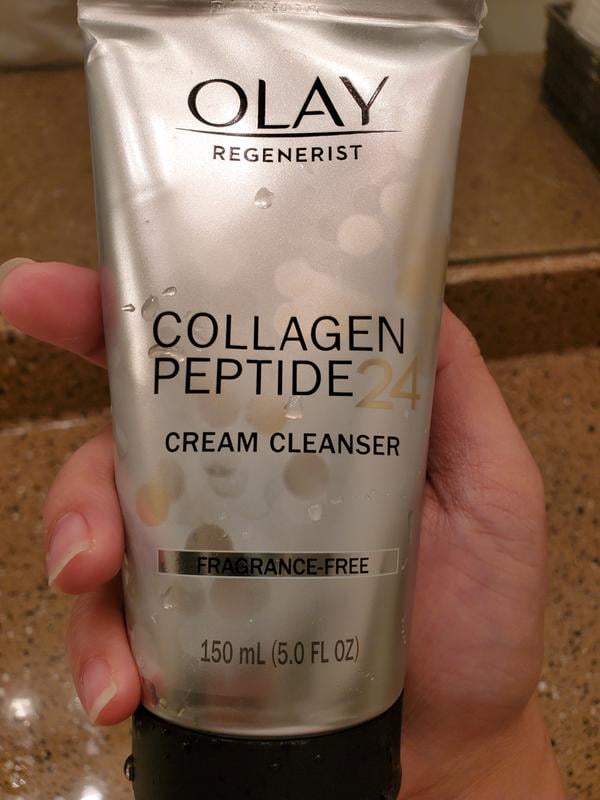 OLAY
REGENERIST
COLLAGEN
PEPTIDE24
CREAM CLEANSER
FRAGRANCE-FREE
150 mL (5.0 FL OZ)